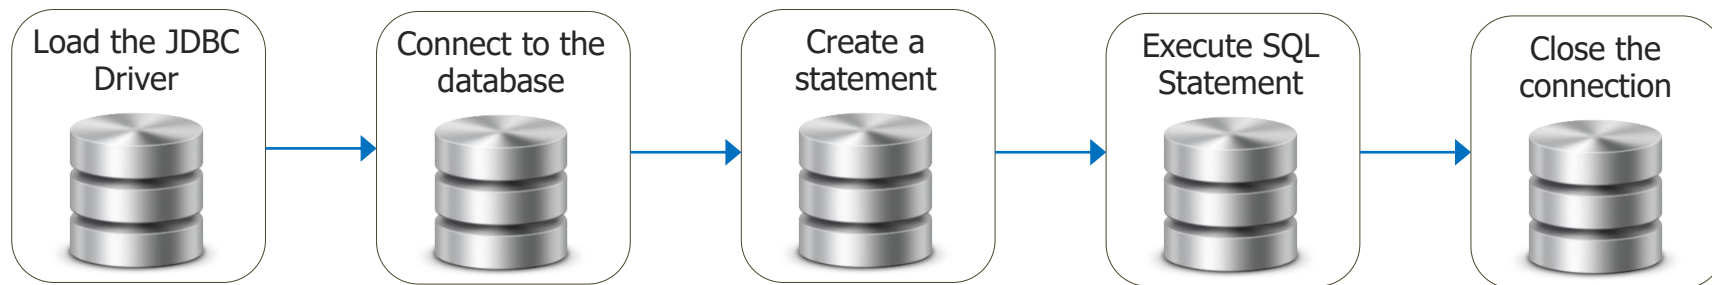 Load the JDBC
Driver
Connect to the
database
Create a
statement
Execute SQL
Statement
Close the
connection